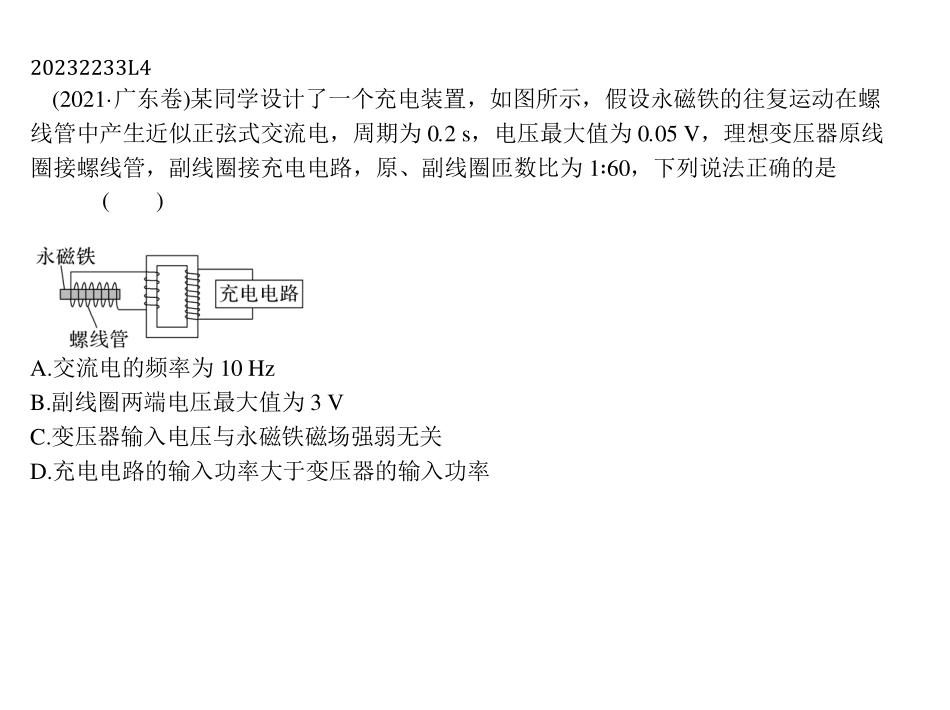 20232233L4
(2021·广东卷)某同学设计了一个充电装置，如图所示，假设永磁铁的往复运动在螺
线管中产生近似正弦式交流电，周期为 0.2 s，电压最大值为 0.05 V，理想变压器原线
圈接螺线管，副线圈接充电电路，原、副线圈匝数比为 1∶60，下列说法正确的是
(　　)
永磁铁
充电电路
螺线管
A.交流电的频率为 10 Hz
B.副线圈两端电压最大值为 3 V
C.变压器输入电压与永磁铁磁场强弱无关
D.充电电路的输入功率大于变压器的输入功率